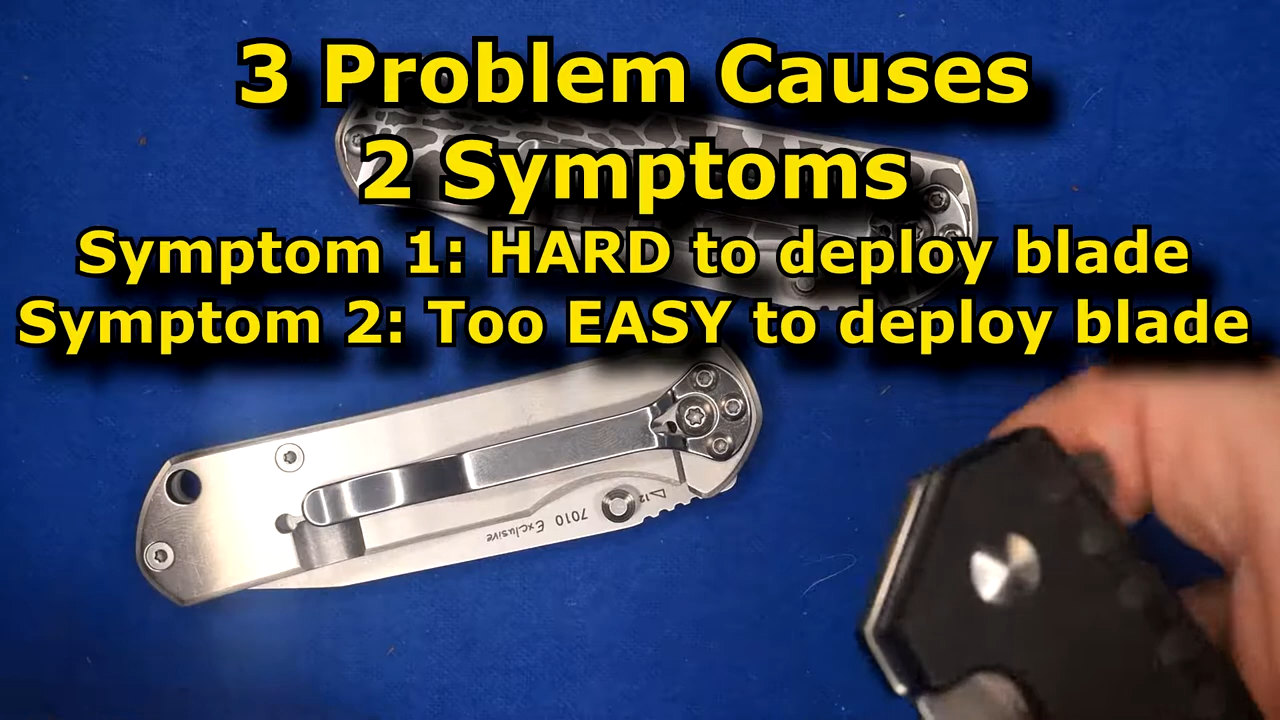 3 Problem Causes
2 Symptoms
Symptom 1: HARD to deploy blade
Symptom 2: Too EASY to deploy blade
7010 Exclusive